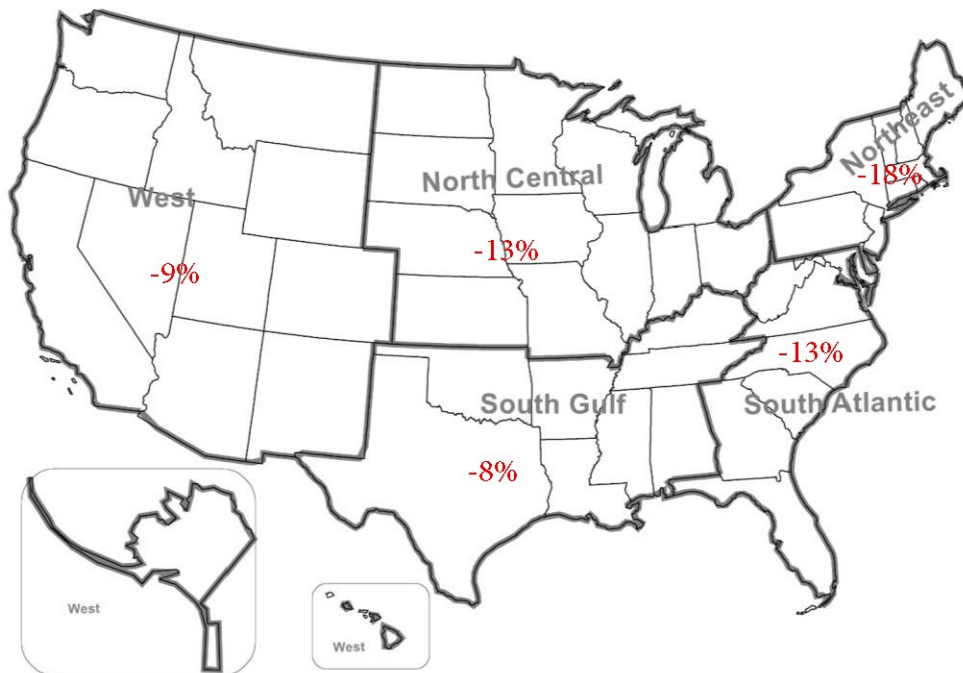 Northeast
-18%
West
North Central
-9%
-13%
-13%
South Gulf
South Atlantic
-8%
West
West